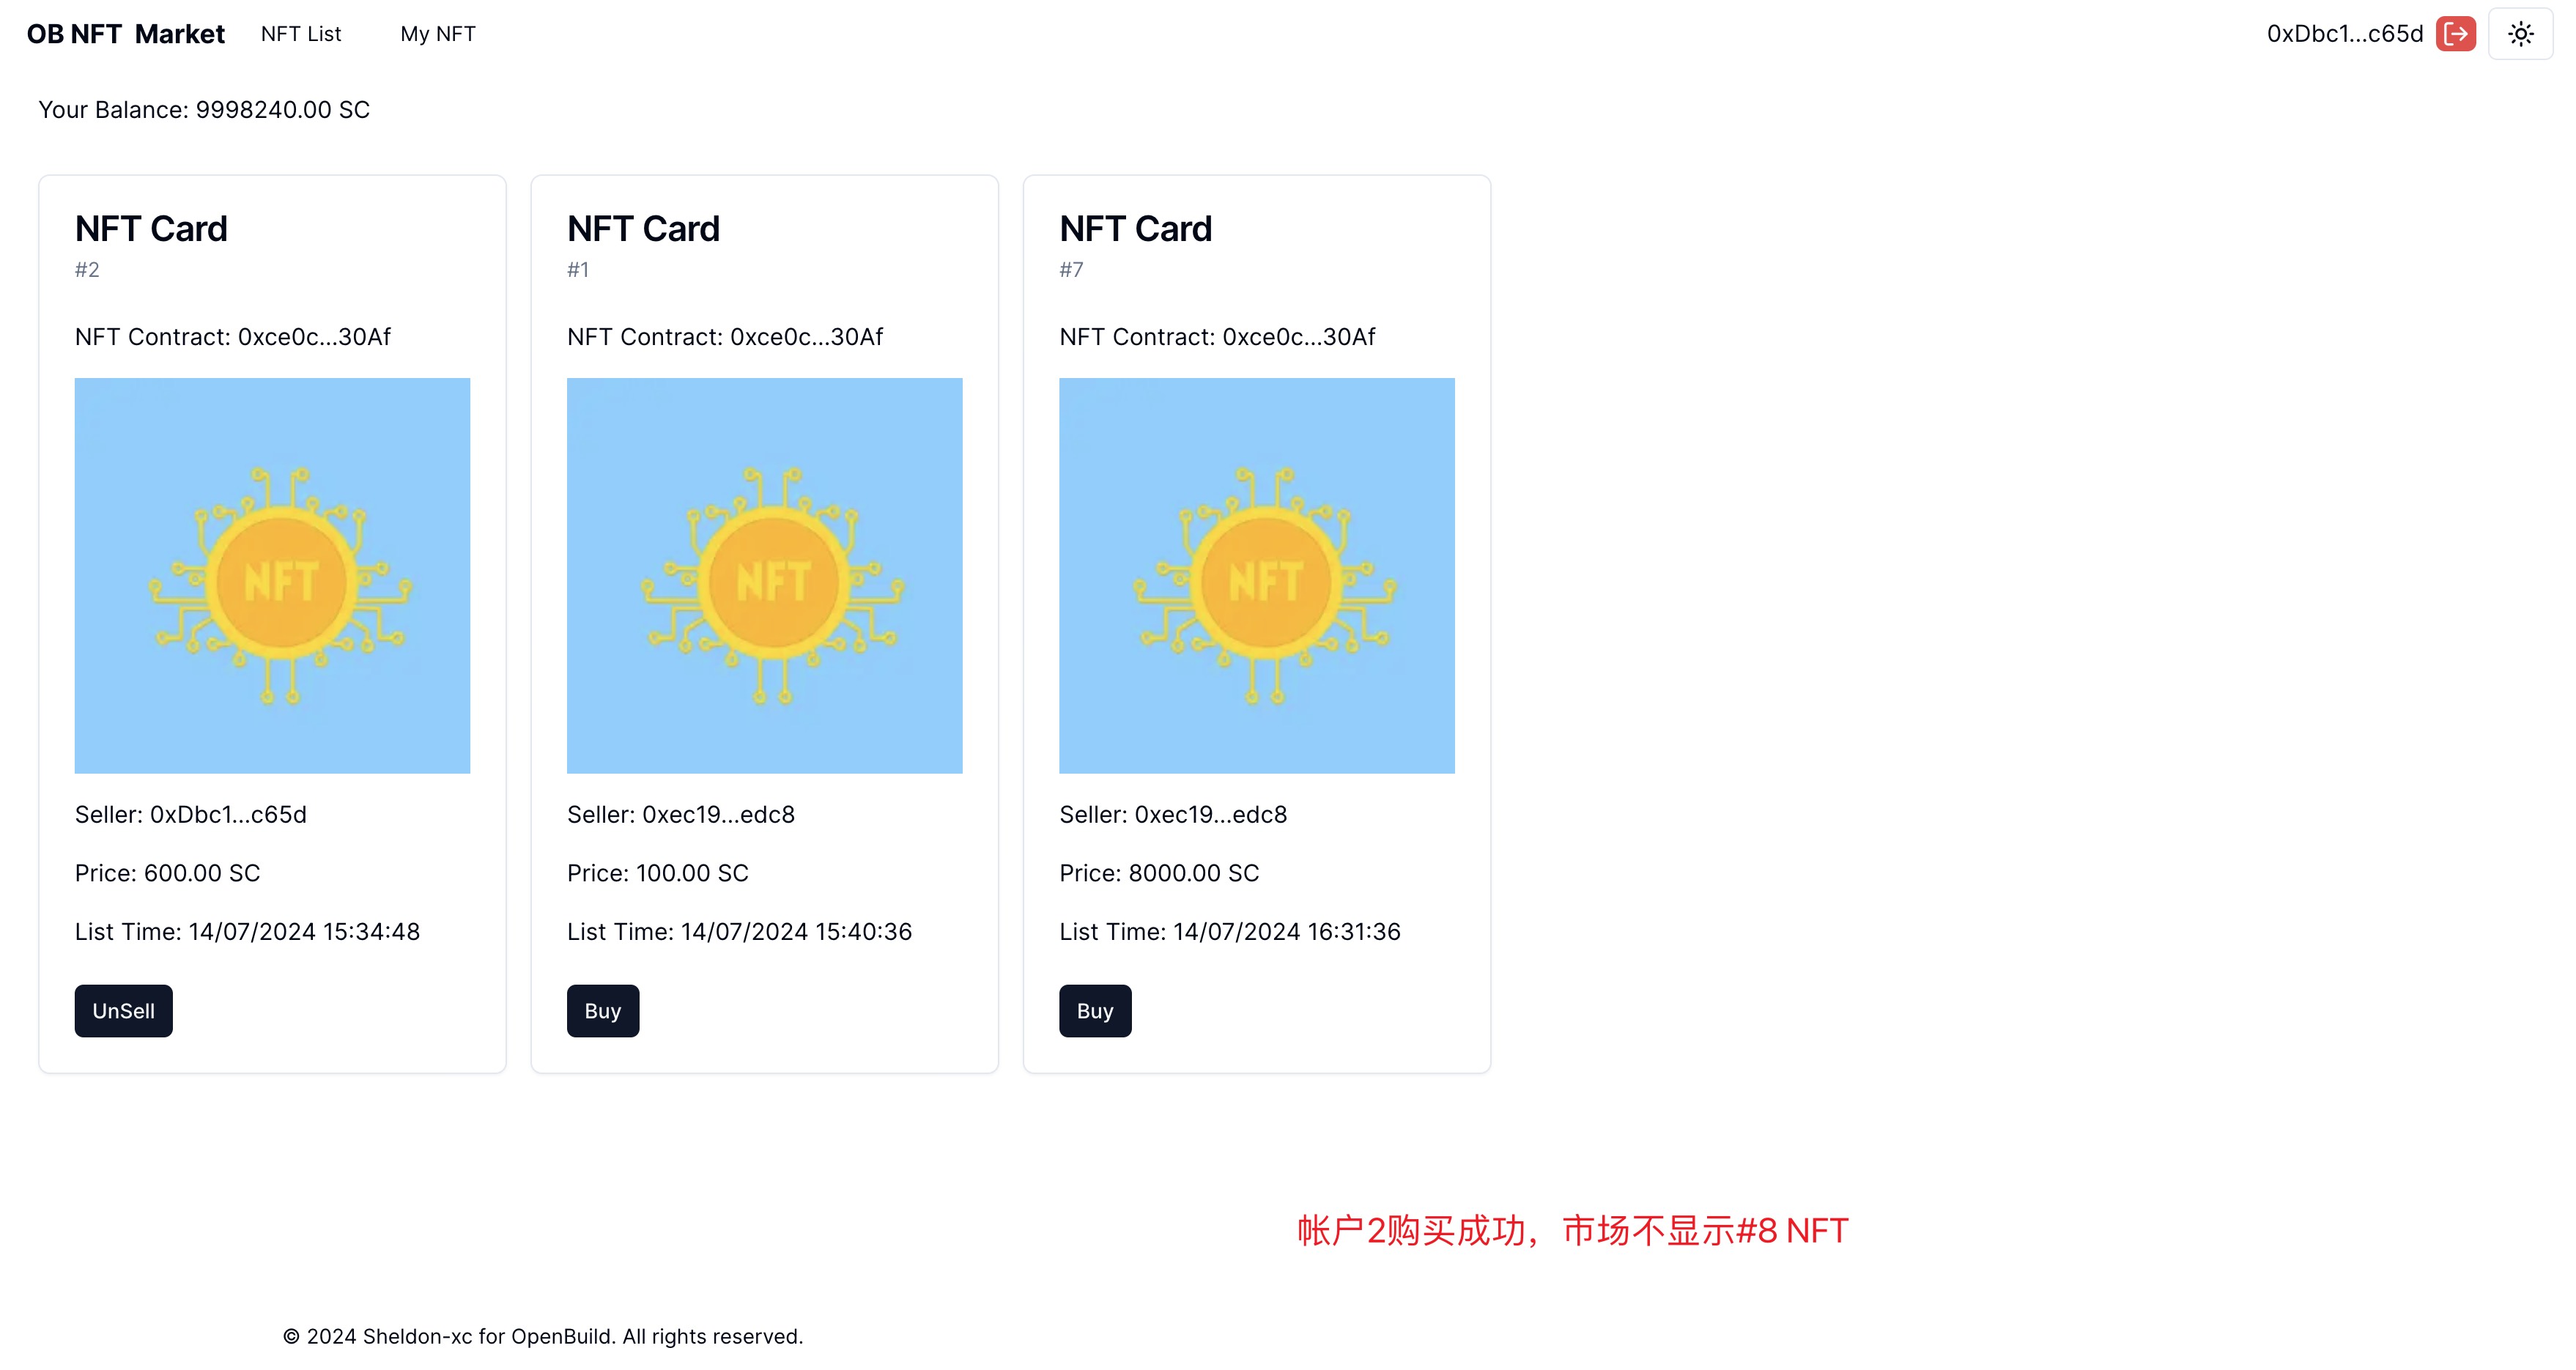 OB NFT Market NFT List My NFT 0xDbc1...c65d
Your Balance: 9998240.00 SC
NFT Card
#2
NFT Contract: 0xce0c...30Af
NFT
Seller: 0xDbc1...c65d
Price: 600.00 SC
List Time: 14/07/2024 15:34:48
UnSell
NFT Card
#1
NFT Contract: 0xce0c...30Af
NFT
Seller: 0xec19...edc8
Price: 100.00 SC
List Time: 14/07/2024 15:40:36
Buy
NFT Card
#7
NFT Contract: 0xce0c...30Af
NFT
Seller: 0xec19...edc8
Price: 8000.00 SC
List Time: 14/07/2024 16:31:36
Buy
帐户2购买成功，市场不显示#8 NFT
© 2024 Sheldon-xc for OpenBuild. All rights reserved.